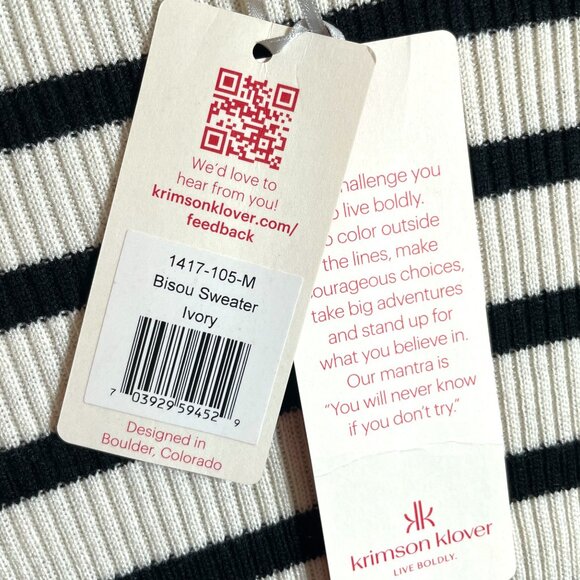 We'd love to
hear from you!
krimsonklover.com/
feedback
1417-105-M
Bisou Sweater
Ivory
7 03929 59452 9
Designed in
Boulder, Colorado
challenge you
live boldly.
color outside
the lines, make
courageous choices,
take big adventures
and stand up for
what you believe in.
Our mantra is
"You will never know
if you don't try."
krimson klover
LIVE BOLDLY.